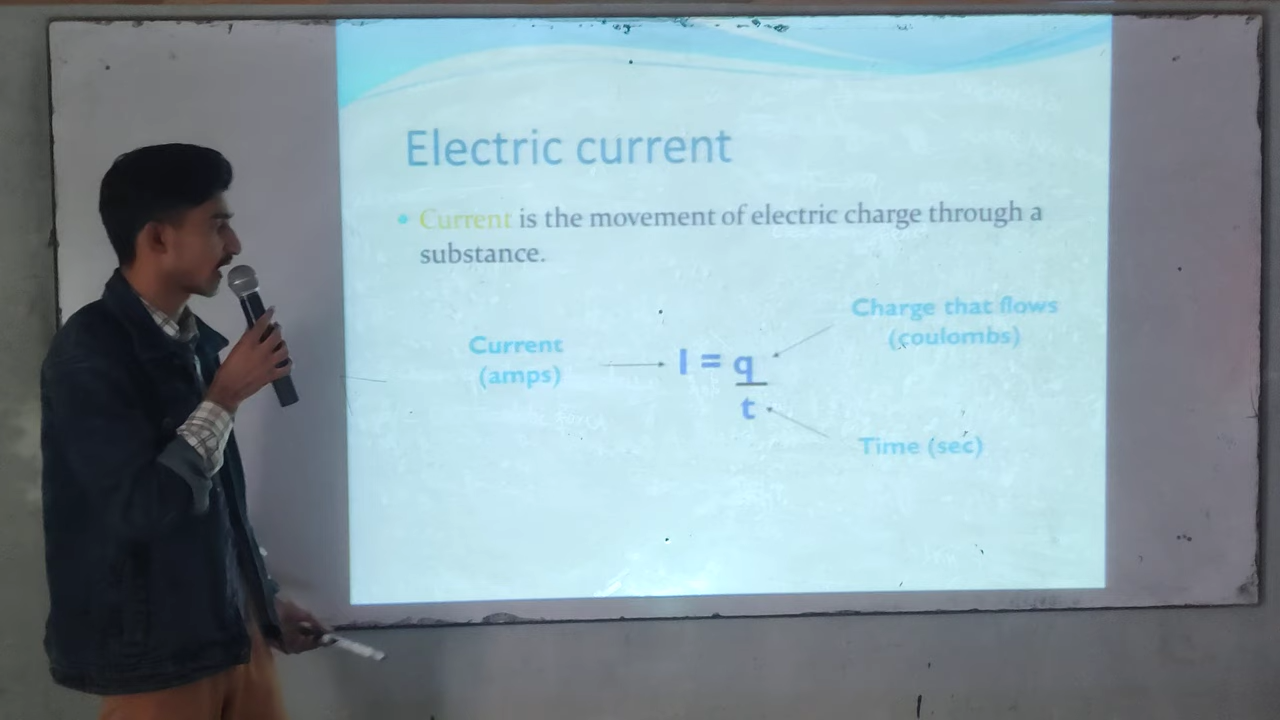 Electric current
• Current is the movement of electric charge through a
substance.
Charge that flows
(coulombs)
Current
(amps)
I = q
t
Time (sec)